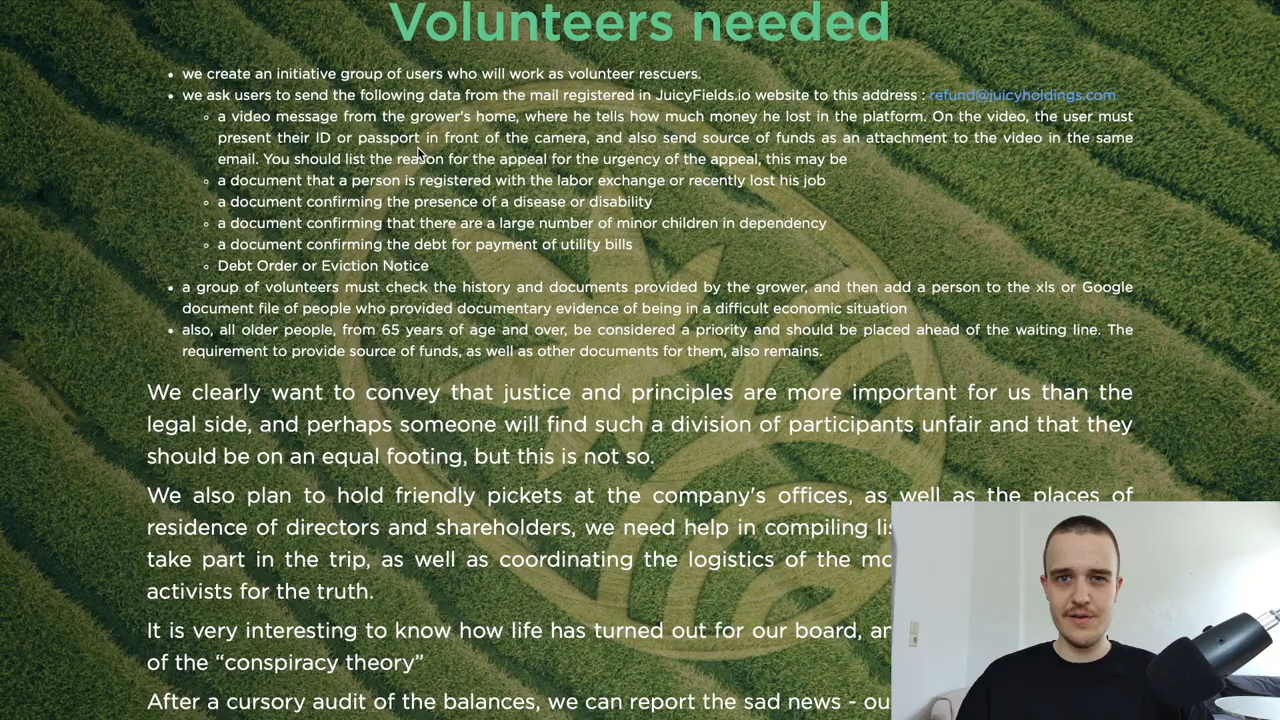 Volunteers needed
• we create an initiative group of users who will work as volunteer rescuers.
• we ask users to send the following data from the mail registered in JuicyFields.io website to this address : refund@juicyholdings.com
◦ a video message from the grower's home, where he tells how much money he lost in the platform. On the video, the user must
present their ID or passport in front of the camera, and also send source of funds as an attachment to the video in the same
email. You should list the reason for the appeal for the urgency of the appeal, this may be
◦ a document that a person is registered with the labor exchange or recently lost his job
◦ a document confirming the presence of a disease or disability
◦ a document confirming that there are a large number of minor children in dependency
◦ a document confirming the debt for payment of utility bills
◦ Debt Order or Eviction Notice
• a group of volunteers must check the history and documents provided by the grower, and then add a person to the xls or Google
document file of people who provided documentary evidence of being in a difficult economic situation
• also, all older people, from 65 years of age and over, be considered a priority and should be placed ahead of the waiting line. The
requirement to provide source of funds, as well as other documents for them, also remains.
We clearly want to convey that justice and principles are more important for us than the
legal side, and perhaps someone will find such a division of participants unfair and that they
should be on an equal footing, but this is not so.
We also plan to hold friendly pickets at the company's offices, as well as the places of
residence of directors and shareholders, we need help in compiling
take part in the trip, as well as coordinating the logistics of the
activists for the truth.
It is very interesting to know how life has turned out for our board,
of the “conspiracy theory”
After a cursory audit of the balances, we can report the sad news -